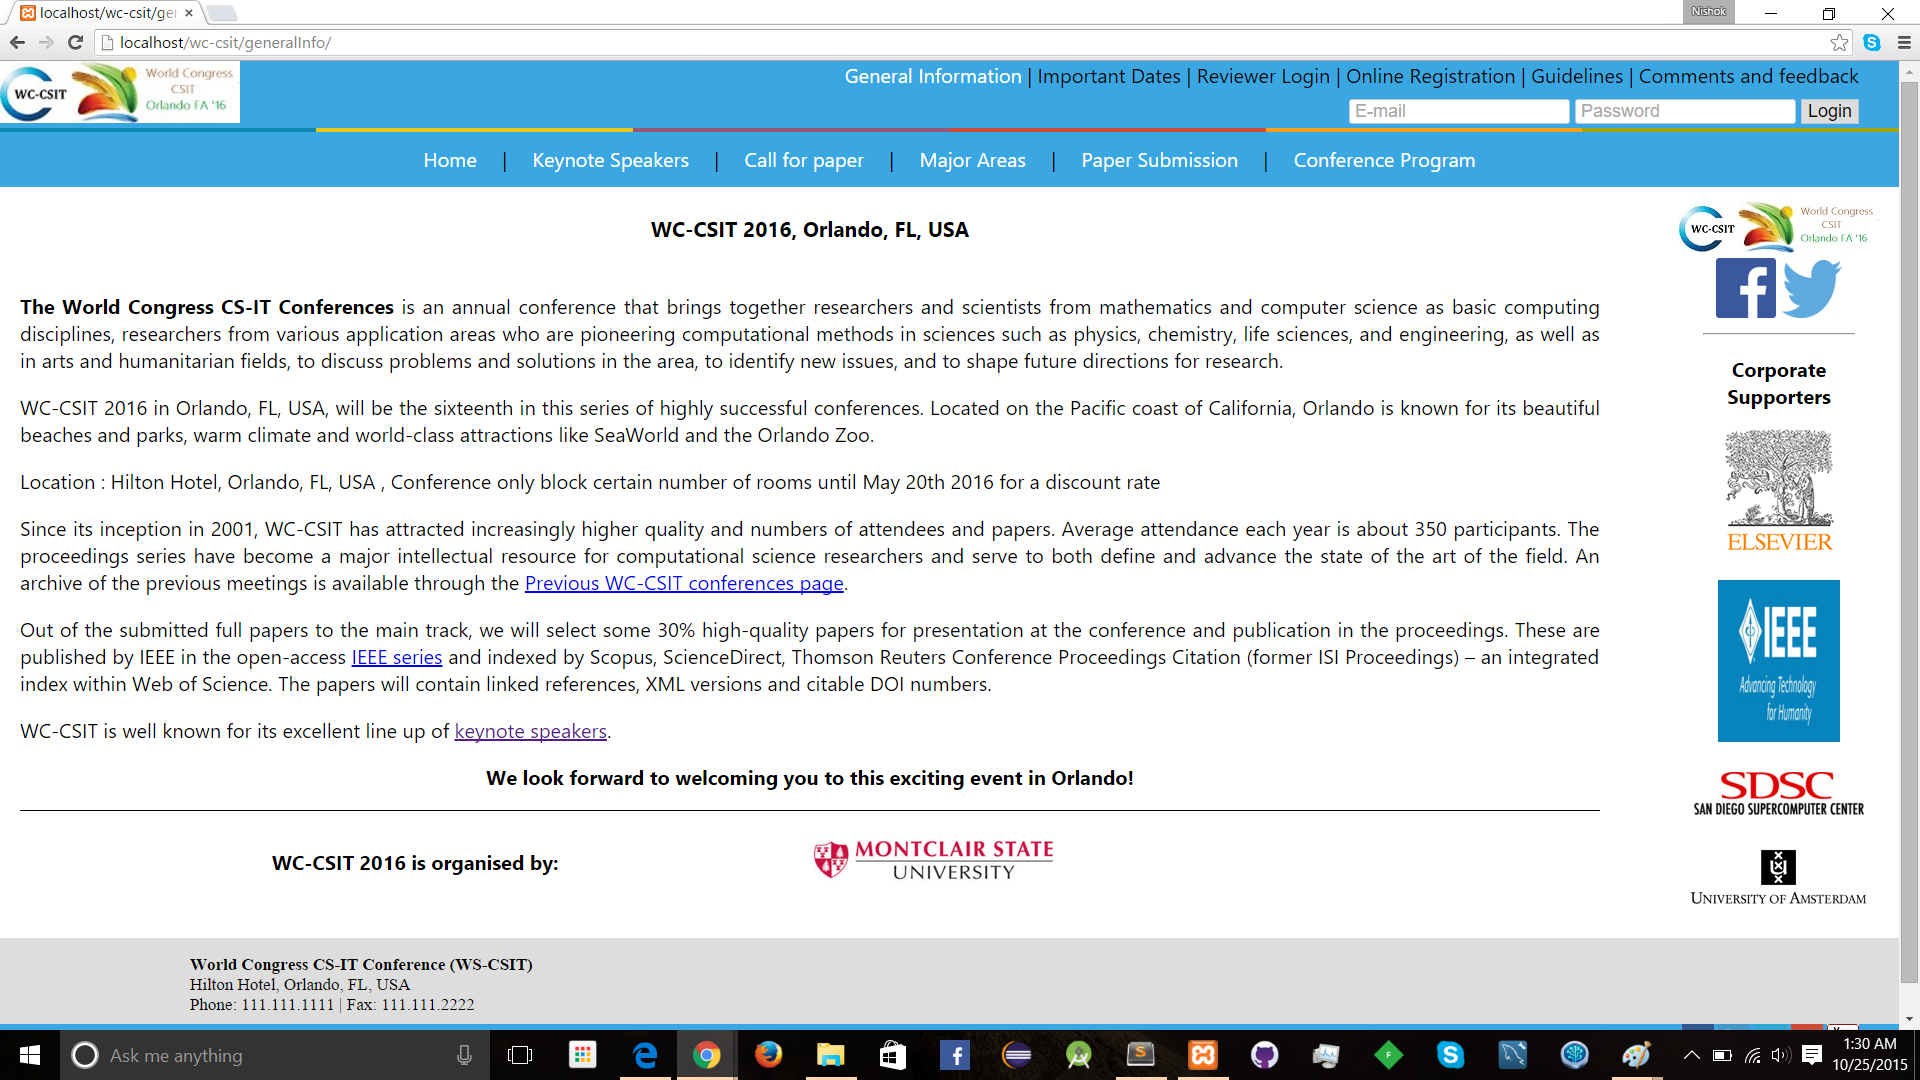 localhost/wc-csit/ger
Nishok
localhost/wc-csit/generalInfo/
WC-CSIT
World Congress
CSIT
Orlando FA '16
General Information | Important Dates | Reviewer Login | Online Registration | Guidelines | Comments and feedback
E-mail Password Login
Home | Keynote Speakers | Call for paper | Major Areas | Paper Submission | Conference Program
WC-CSIT 2016, Orlando, FL, USA
The World Congress CS-IT Conferences is an annual conference that brings together researchers and scientists from mathematics and computer science as basic computing
disciplines, researchers from various application areas who are pioneering computational methods in sciences such as physics, chemistry, life sciences, and engineering, as well as
in arts and humanitarian fields, to discuss problems and solutions in the area, to identify new issues, and to shape future directions for research.
WC-CSIT 2016 in Orlando, FL, USA, will be the sixteenth in this series of highly successful conferences. Located on the Pacific coast of California, Orlando is known for its beautiful
beaches and parks, warm climate and world-class attractions like SeaWorld and the Orlando Zoo.
Location : Hilton Hotel, Orlando, FL, USA , Conference only block certain number of rooms until May 20th 2016 for a discount rate
Since its inception in 2001, WC-CSIT has attracted increasingly higher quality and numbers of attendees and papers. Average attendance each year is about 350 participants. The
proceedings series have become a major intellectual resource for computational science researchers and serve to both define and advance the state of the art of the field. An
archive of the previous meetings is available through the Previous WC-CSIT conferences page.
Out of the submitted full papers to the main track, we will select some 30% high-quality papers for presentation at the conference and publication in the proceedings. These are
published by IEEE in the open-access IEEE series and indexed by Scopus, ScienceDirect, Thomson Reuters Conference Proceedings Citation (former ISI Proceedings) – an integrated
index within Web of Science. The papers will contain linked references, XML versions and citable DOI numbers.
WC-CSIT is well known for its excellent line up of keynote speakers.
We look forward to welcoming you to this exciting event in Orlando!
WC-CSIT 2016 is organised by:
MONTCLAIR STATE
UNIVERSITY
WC-CSIT
World Congress
CSIT
Orlando FA '16
Corporate
Supporters
ELSEVIER
IEEE
Advancing Technology
for Humanity
SDSC
SAN DIEGO SUPERCOMPUTER CENTER
UNIVERSITY OF AMSTERDAM
World Congress CS-IT Conference (WS-CSIT)
Hilton Hotel, Orlando, FL, USA
Phone: 111.111.1111 | Fax: 111.111.2222
Ask me anything
1:30 AM
10/25/2015